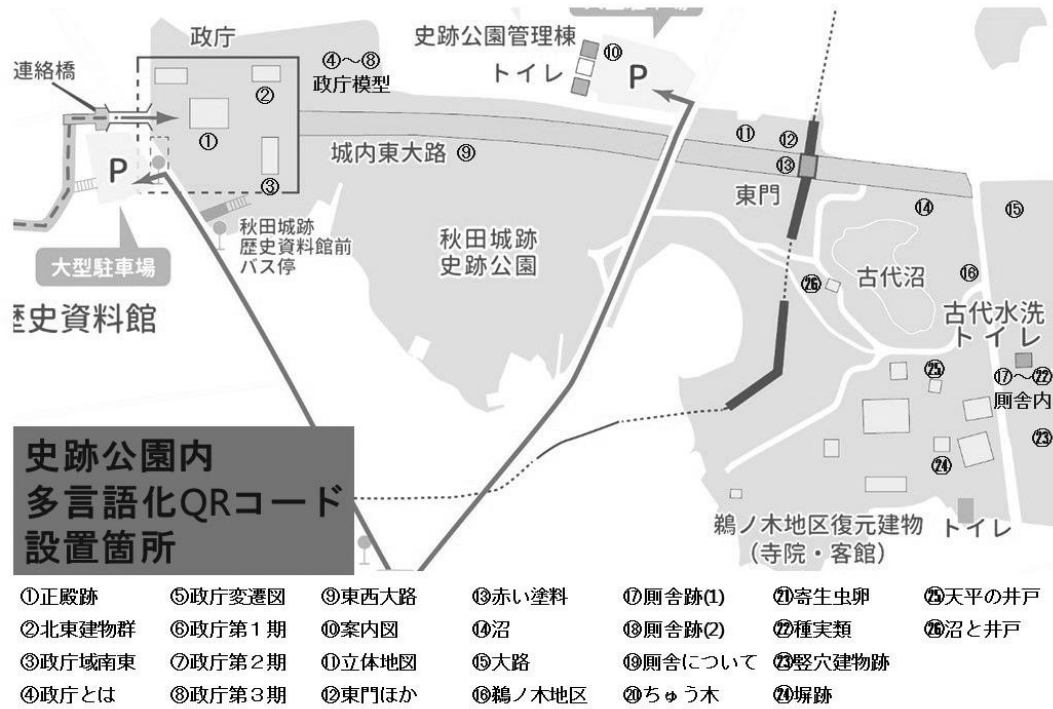 大型駐車場
政庁
④～⑧
政庁模型
史跡公園管理棟
⑩
トイレ
P
連絡橋
②
①
③
P
城内東大路 ⑨
⑪
⑫
⑬
東門
⑭
⑮
秋田城跡
歴史資料館前
バス停
秋田城跡
史跡公園
大型駐車場
歴史資料館
㉖
古代沼
⑯
古代水洗
トイレ
㉕
⑰～㉒
厠舎内
㉓
㉔
鵜ノ木地区復元建物
（寺院・客館）
トイレ
史跡公園内
多言語化QRコード
設置箇所
①正殿跡 ⑤政庁変遷図 ⑨東西大路 ⑬赤い塗料 ⑰厠舎跡(1) ㉑寄生虫卵 ㉕天平の井戸
②北東建物群 ⑥政庁第１期 ⑩案内図 ⑭沼 ⑱厠舎跡(2) ㉒種実類 ㉖沼と井戸
③政庁域南東 ⑦政庁第２期 ⑪立体地図 ⑮大路 ⑲厠舎について ㉓竪穴建物跡
④政庁とは ⑧政庁第３期 ⑫東門ほか ⑯鵜ノ木地区 ⑳ちゅう木 ㉔塀跡